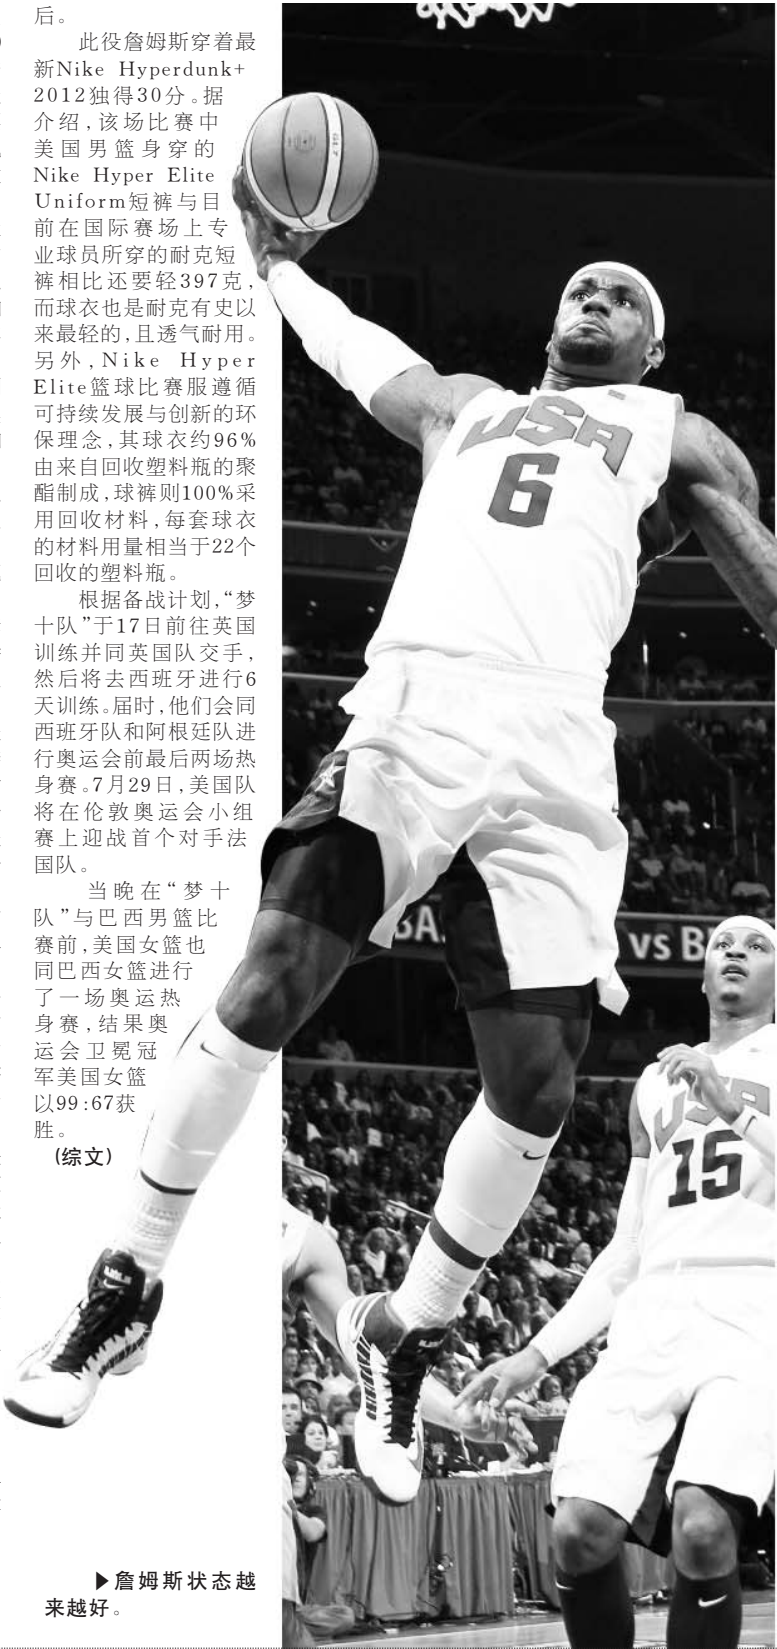 后。
此役詹姆斯穿着最
新Nike Hyperdunk+
2012独得30分。据
介绍,该场比赛中
美国男篮身穿的
Nike Hyper Elite
Uniform短裤与目
前在国际赛场上专
业球员所穿的耐克短
裤相比还要轻397克,
而球衣也是耐克有史以
来最轻的,且透气耐用。
另外,Nike Hyper
Elite篮球比赛服遵循
可持续发展与创新的环
保理念,其球衣约96%
由来自回收塑料瓶的聚
酯制成,球裤则100%采
用回收材料,每套球衣
的材料用量相当于22个
回收的塑料瓶。
根据备战计划,“梦
十队”于17日前往英国
训练并同英国队交手,
然后将去西班牙进行6
天训练。届时,他们会同
西班牙队和阿根廷队进
行奥运会前最后两场热
身赛。7月29日,美国队
将在伦敦奥运会小组
赛上迎战首个对手法
国队。
当晚在“梦十
队”与巴西男篮比
赛前,美国女篮也
同巴西女篮进行
了一场奥运热
身赛,结果奥
运会卫冕冠
军美国女篮
以99:67获
胜。
(综文)
▶詹姆斯状态越
来越好。
USA
6
BA
vs B
USA
15